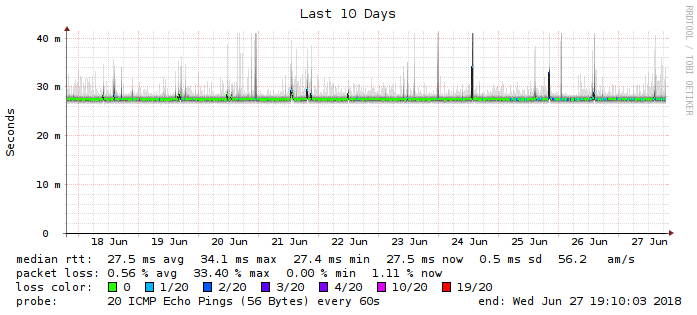 Last 10 Days
RRDTOOL / TOBI OETIKER
Seconds
40 m
30 m
20 m
10 m
0
18 Jun 19 Jun 20 Jun 21 Jun 22 Jun 23 Jun 24 Jun 25 Jun 26 Jun 27 Jun
median rtt: 27.5 ms avg 34.1 ms max 27.4 ms min 27.5 ms now 0.5 ms sd 56.2 am/s
packet loss: 0.56 % avg 33.40 % max 0.00 % min 1.11 % now
loss color: 0 1/20 2/20 3/20 4/20 10/20 19/20
probe: 20 ICMP Echo Pings (56 Bytes) every 60s end: Wed Jun 27 19:10:03 2018